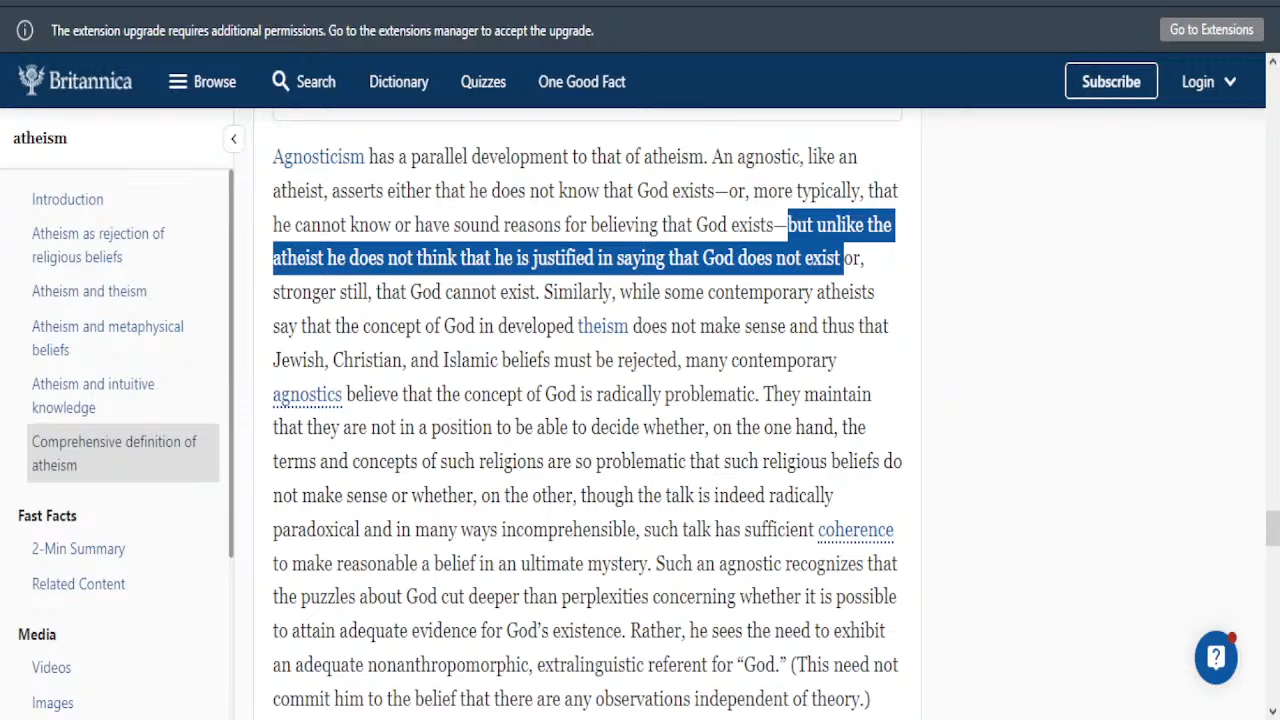 The extension upgrade requires additional permissions. Go to the extensions manager to accept the upgrade.
Go to Extensions
Britannica
Browse
Search
Dictionary
Quizzes
One Good Fact
Subscribe
Login
atheism
Introduction
Atheism as rejection of
religious beliefs
Atheism and theism
Atheism and metaphysical
beliefs
Atheism and intuitive
knowledge
Comprehensive definition of
atheism
Fast Facts
2-Min Summary
Related Content
Media
Videos
Images
Agnosticism has a parallel development to that of atheism. An agnostic, like an
atheist, asserts either that he does not know that God exists—or, more typically, that
he cannot know or have sound reasons for believing that God exists—but unlike the
atheist he does not think that he is justified in saying that God does not exist or,
stronger still, that God cannot exist. Similarly, while some contemporary atheists
say that the concept of God in developed theism does not make sense and thus that
Jewish, Christian, and Islamic beliefs must be rejected, many contemporary
agnostics believe that the concept of God is radically problematic. They maintain
that they are not in a position to be able to decide whether, on the one hand, the
terms and concepts of such religions are so problematic that such religious beliefs do
not make sense or whether, on the other, though the talk is indeed radically
paradoxical and in many ways incomprehensible, such talk has sufficient coherence
to make reasonable a belief in an ultimate mystery. Such an agnostic recognizes that
the puzzles about God cut deeper than perplexities concerning whether it is possible
to attain adequate evidence for God's existence. Rather, he sees the need to exhibit
an adequate nonanthropomorphic, extralinguistic referent for “God.” (This need not
commit him to the belief that there are any observations independent of theory.)